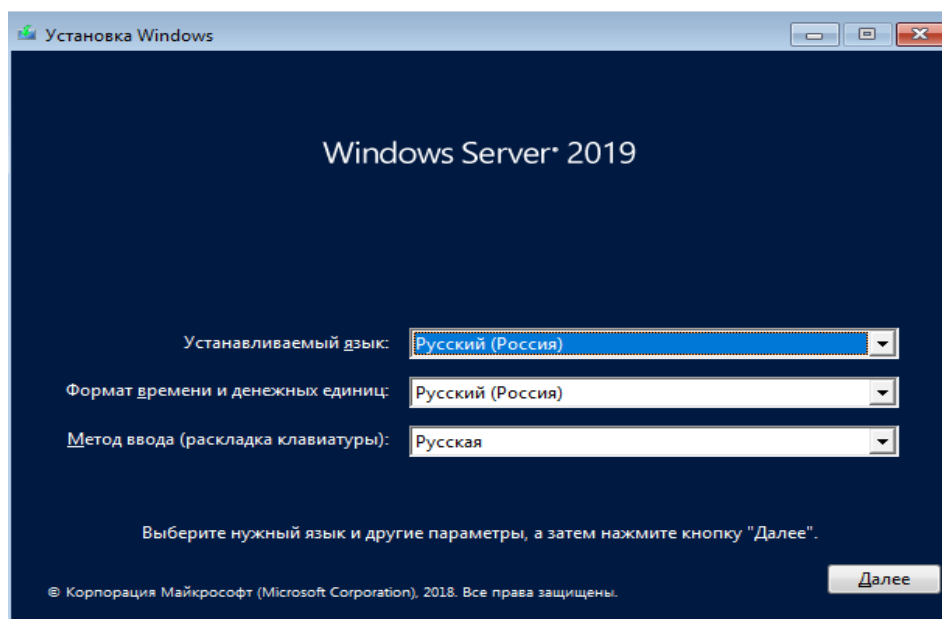 Установка Windows
Windows Server® 2019
Устанавливаемый язык: Русский (Россия)
Формат времени и денежных единиц: Русский (Россия)
Метод ввода (раскладка клавиатуры): Русская
Выберите нужный язык и другие параметры, а затем нажмите кнопку "Далее".
Далее
© Корпорация Майкрософт (Microsoft Corporation), 2018. Все права защищены.